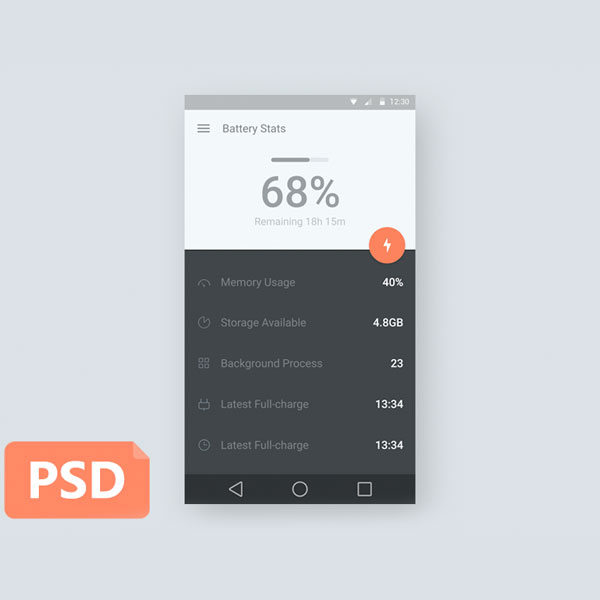 12:30
Battery Stats
68%
Remaining 18h 15m
Memory Usage 40%
Storage Available 4.8GB
Background Process 23
Latest Full-charge 13:34
Latest Full-charge 13:34
PSD